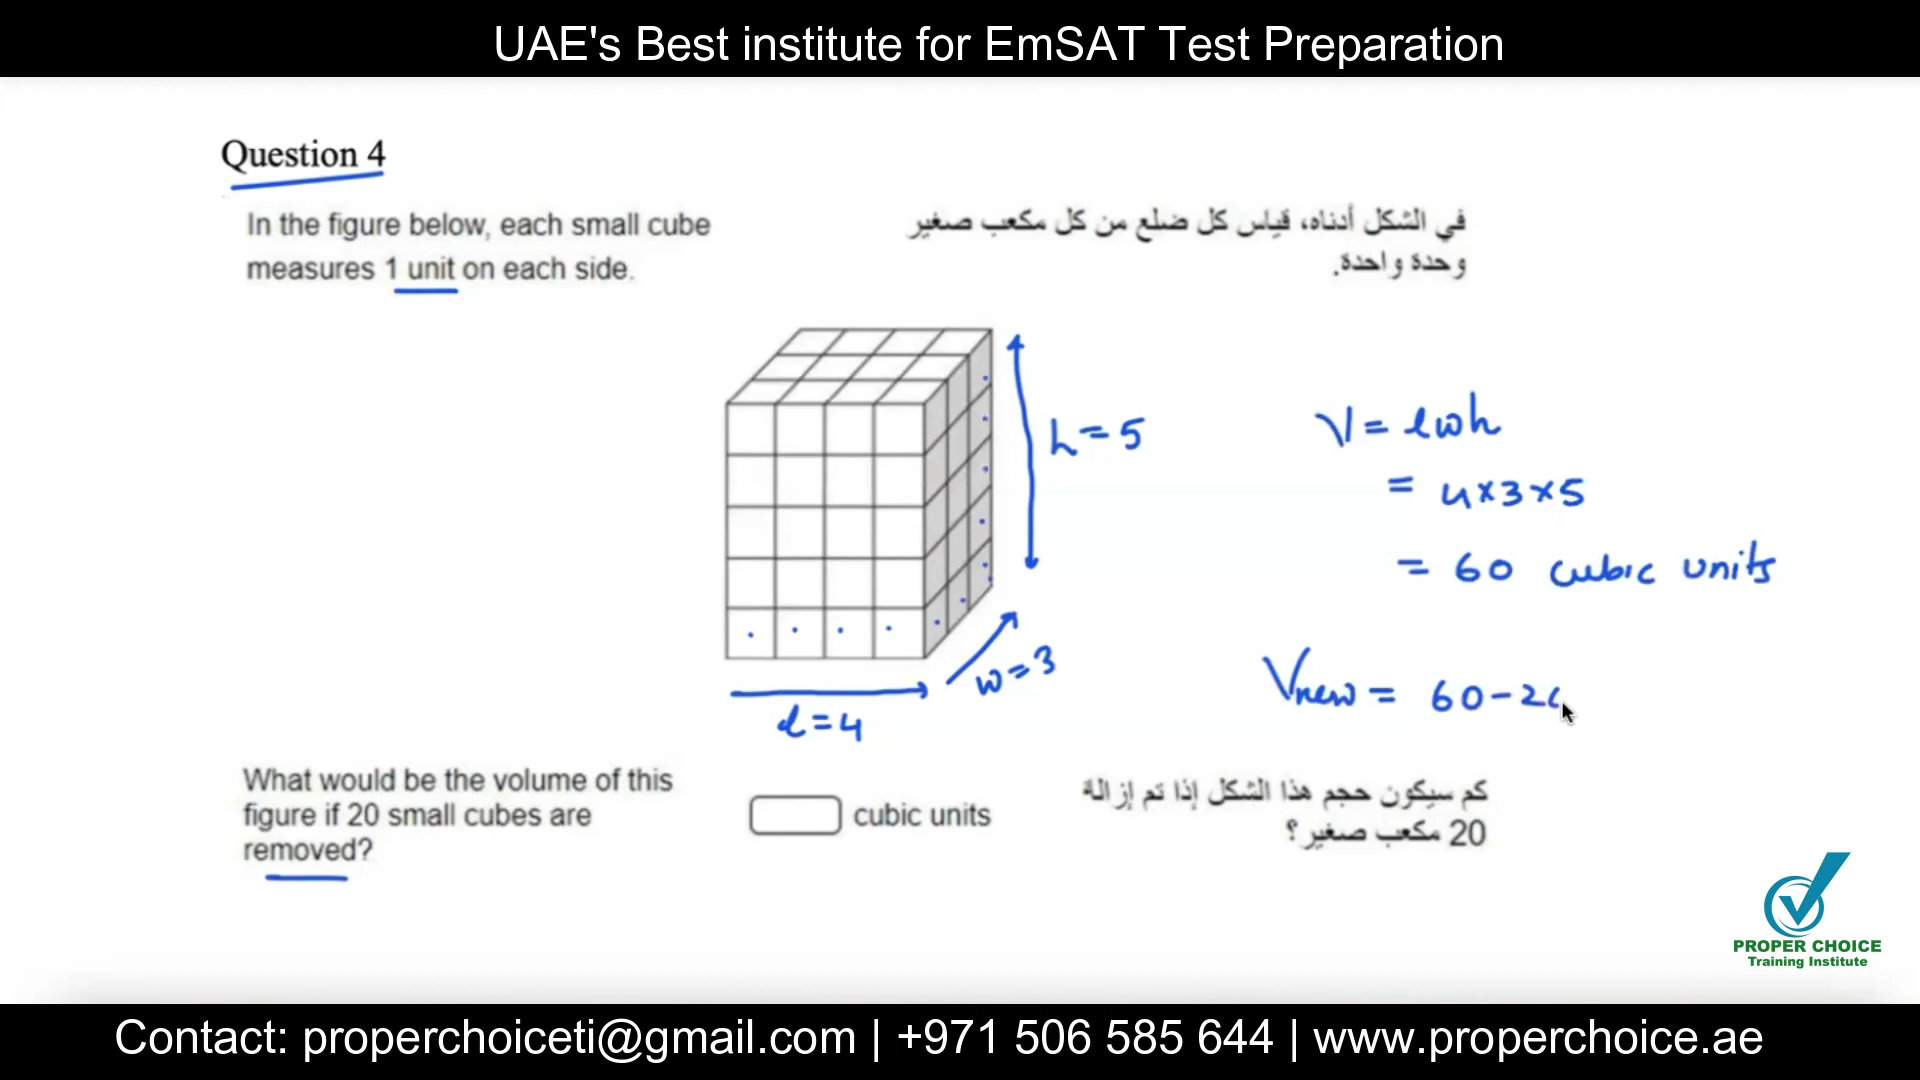 UAE's Best institute for EmSAT Test Preparation
Question 4
In the figure below, each small cube
measures 1 unit on each side.
في الشكل أدناه، قياس كل ضلع من كل مكعب صغير
وحدة واحدة.
h = 5
w = 3
l = 4
V = lwh
= 4×3×5
= 60 cubic units
Vnew = 60-20
What would be the volume of this
figure if 20 small cubes are
removed?
cubic units
كم سيكون حجم هذا الشكل إذا تم إزالة
20 مكعب صغير؟
PROPER CHOICE
Training Institute
Contact: properchoiceti@gmail.com | +971 506 585 644 | www.properchoice.ae